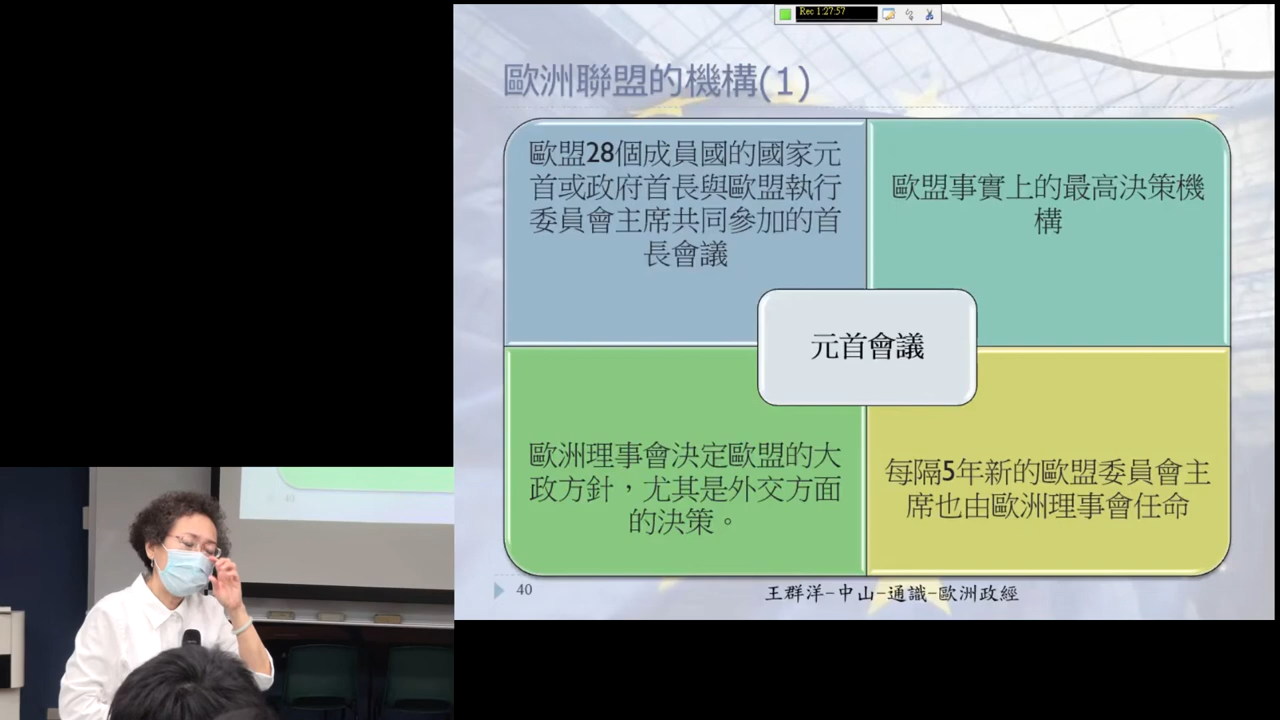 Rec 1:27:57
歐洲聯盟的機構(1)
歐盟28個成員國的國家元
首或政府首長與歐盟執行
委員會主席共同參加的首
長會議
歐盟事實上的最高決策機
構
元首會議
歐洲理事會決定歐盟的大
政方針，尤其是外交方面
的決策。
每隔5年新的歐盟委員會主
席也由歐洲理事會任命
40
王群洋-中山-通識-歐洲政經